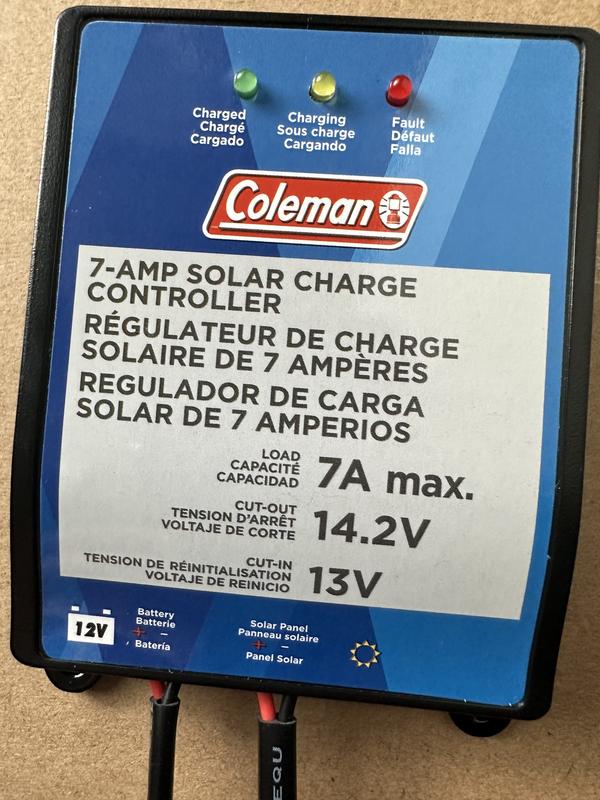 Charged
Chargé
Cargado
Charging
Sous charge
Cargando
Fault
Défaut
Falla
Coleman
7-AMP SOLAR CHARGE
CONTROLLER
RÉGULATEUR DE CHARGE
SOLAIRE DE 7 AMPÈRES
REGULADOR DE CARGA
SOLAR DE 7 AMPERIOS
LOAD
CAPACITÉ
CAPACIDAD
7A max.
CUT-OUT
TENSION D'ARRÊT
VOLTAJE DE CORTE
14.2V
CUT-IN
TENSION DE RÉINITIALISATION
VOLTAJE DE REINICIO
13V
12V
Battery
Batterie
+ −
Batería
Solar Panel
Panneau solaire
+ −
Panel Solar
EQU